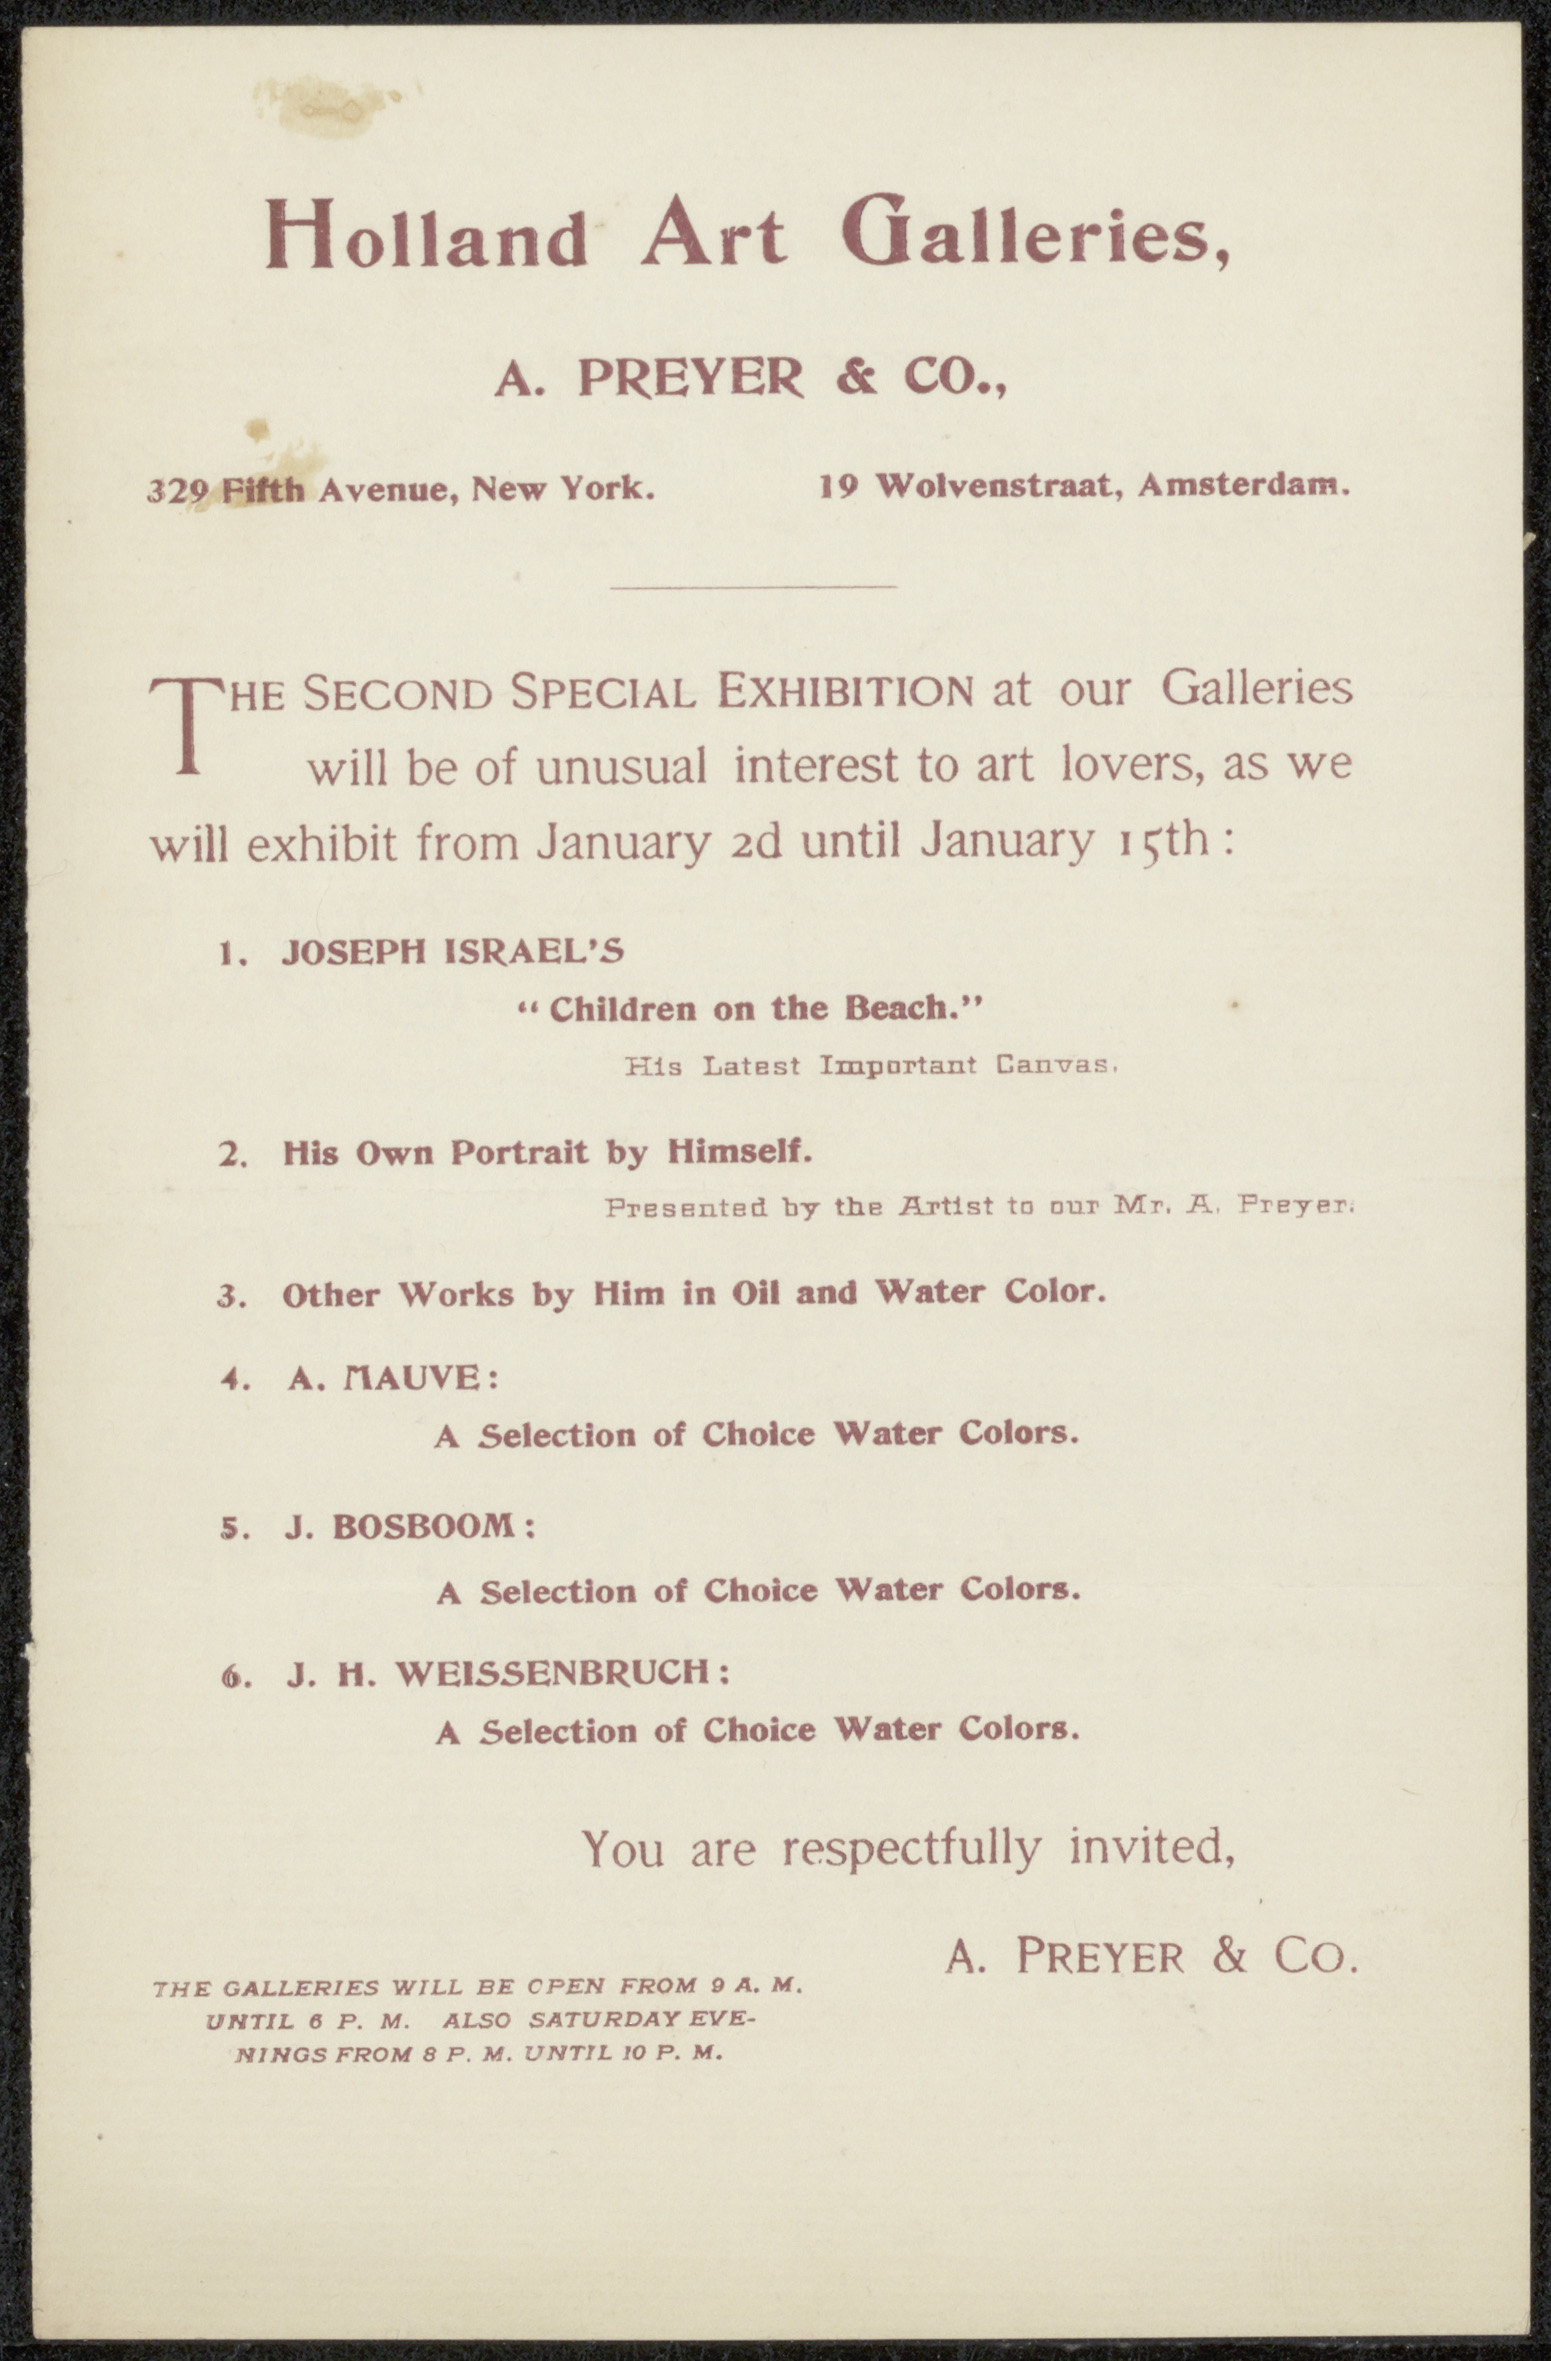 Holland Art Galleries,
A. PREYER & CO.,
329 Fifth Avenue, New York. 19 Wolvenstraat, Amsterdam.
THE SECOND SPECIAL EXHIBITION at our Galleries
will be of unusual interest to art lovers, as we
will exhibit from January 2d until January 15th :
1. JOSEPH ISRAEL'S
"Children on the Beach."
His Latest Important Canvas.
2. His Own Portrait by Himself.
Presented by the Artist to our Mr. A. Preyer.
3. Other Works by Him in Oil and Water Color.
4. A. MAUVE:
A Selection of Choice Water Colors.
5. J. BOSBOOM:
A Selection of Choice Water Colors.
6. J. H. WEISSENBRUCH:
A Selection of Choice Water Colors.
You are respectfully invited,
A. PREYER & CO.
THE GALLERIES WILL BE OPEN FROM 9 A. M.
UNTIL 6 P. M. ALSO SATURDAY EVE-
NINGS FROM 8 P. M. UNTIL 10 P. M.